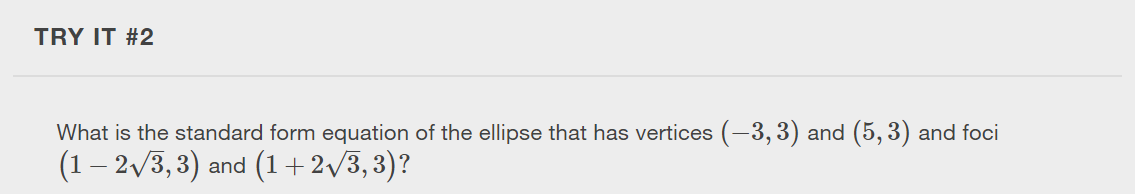 TRY IT #2
What is the standard form equation of the ellipse that has vertices (−3, 3) and (5, 3) and foci
(1 − 2√3, 3) and (1 + 2√3, 3)?